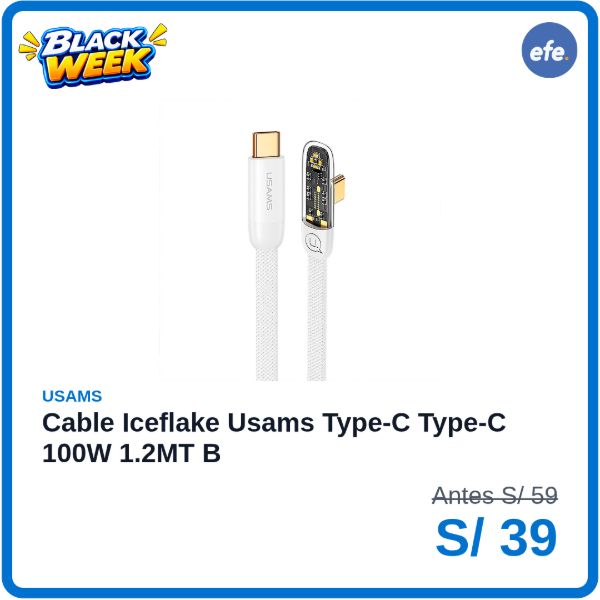 BLACK
WEEK
efe.
USAMS
USAMS
Cable Iceflake Usams Type-C Type-C
100W 1.2MT B
Antes S/ 59
S/ 39